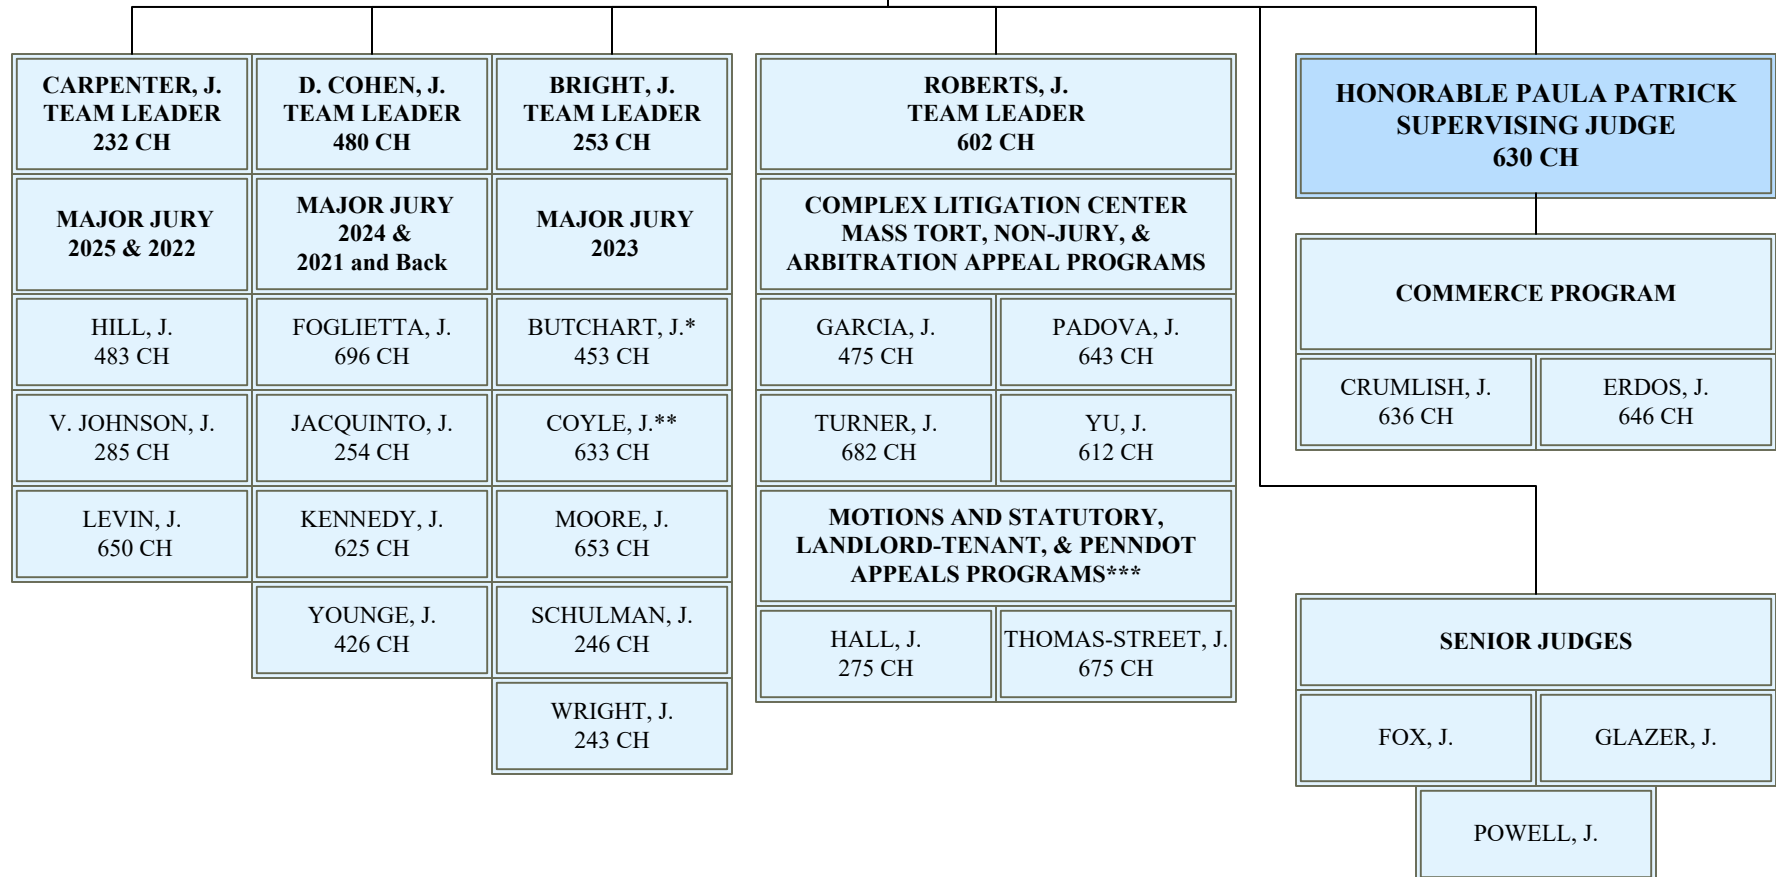 CARPENTER, J.
TEAM LEADER
232 CH
MAJOR JURY
2025 & 2022
HILL, J.
483 CH
V. JOHNSON, J.
285 CH
LEVIN, J.
650 CH
D. COHEN, J.
TEAM LEADER
480 CH
MAJOR JURY
2024 &
2021 and Back
FOGLIETTA, J.
696 CH
JACQUINTO, J.
254 CH
KENNEDY, J.
625 CH
YOUNGE, J.
426 CH
BRIGHT, J.
TEAM LEADER
253 CH
MAJOR JURY
2023
BUTCHART, J.*
453 CH
COYLE, J.**
633 CH
MOORE, J.
653 CH
SCHULMAN, J.
246 CH
WRIGHT, J.
243 CH
ROBERTS, J.
TEAM LEADER
602 CH
COMPLEX LITIGATION CENTER
MASS TORT, NON-JURY, &
ARBITRATION APPEAL PROGRAMS
GARCIA, J.
475 CH
PADOVA, J.
643 CH
TURNER, J.
682 CH
YU, J.
612 CH
MOTIONS AND STATUTORY,
LANDLORD-TENANT, & PENNDOT
APPEALS PROGRAMS***
HALL, J.
275 CH
THOMAS-STREET, J.
675 CH
HONORABLE PAULA PATRICK
SUPERVISING JUDGE
630 CH
COMMERCE PROGRAM
CRUMLISH, J.
636 CH
ERDOS, J.
646 CH
SENIOR JUDGES
FOX, J.
GLAZER, J.
POWELL, J.